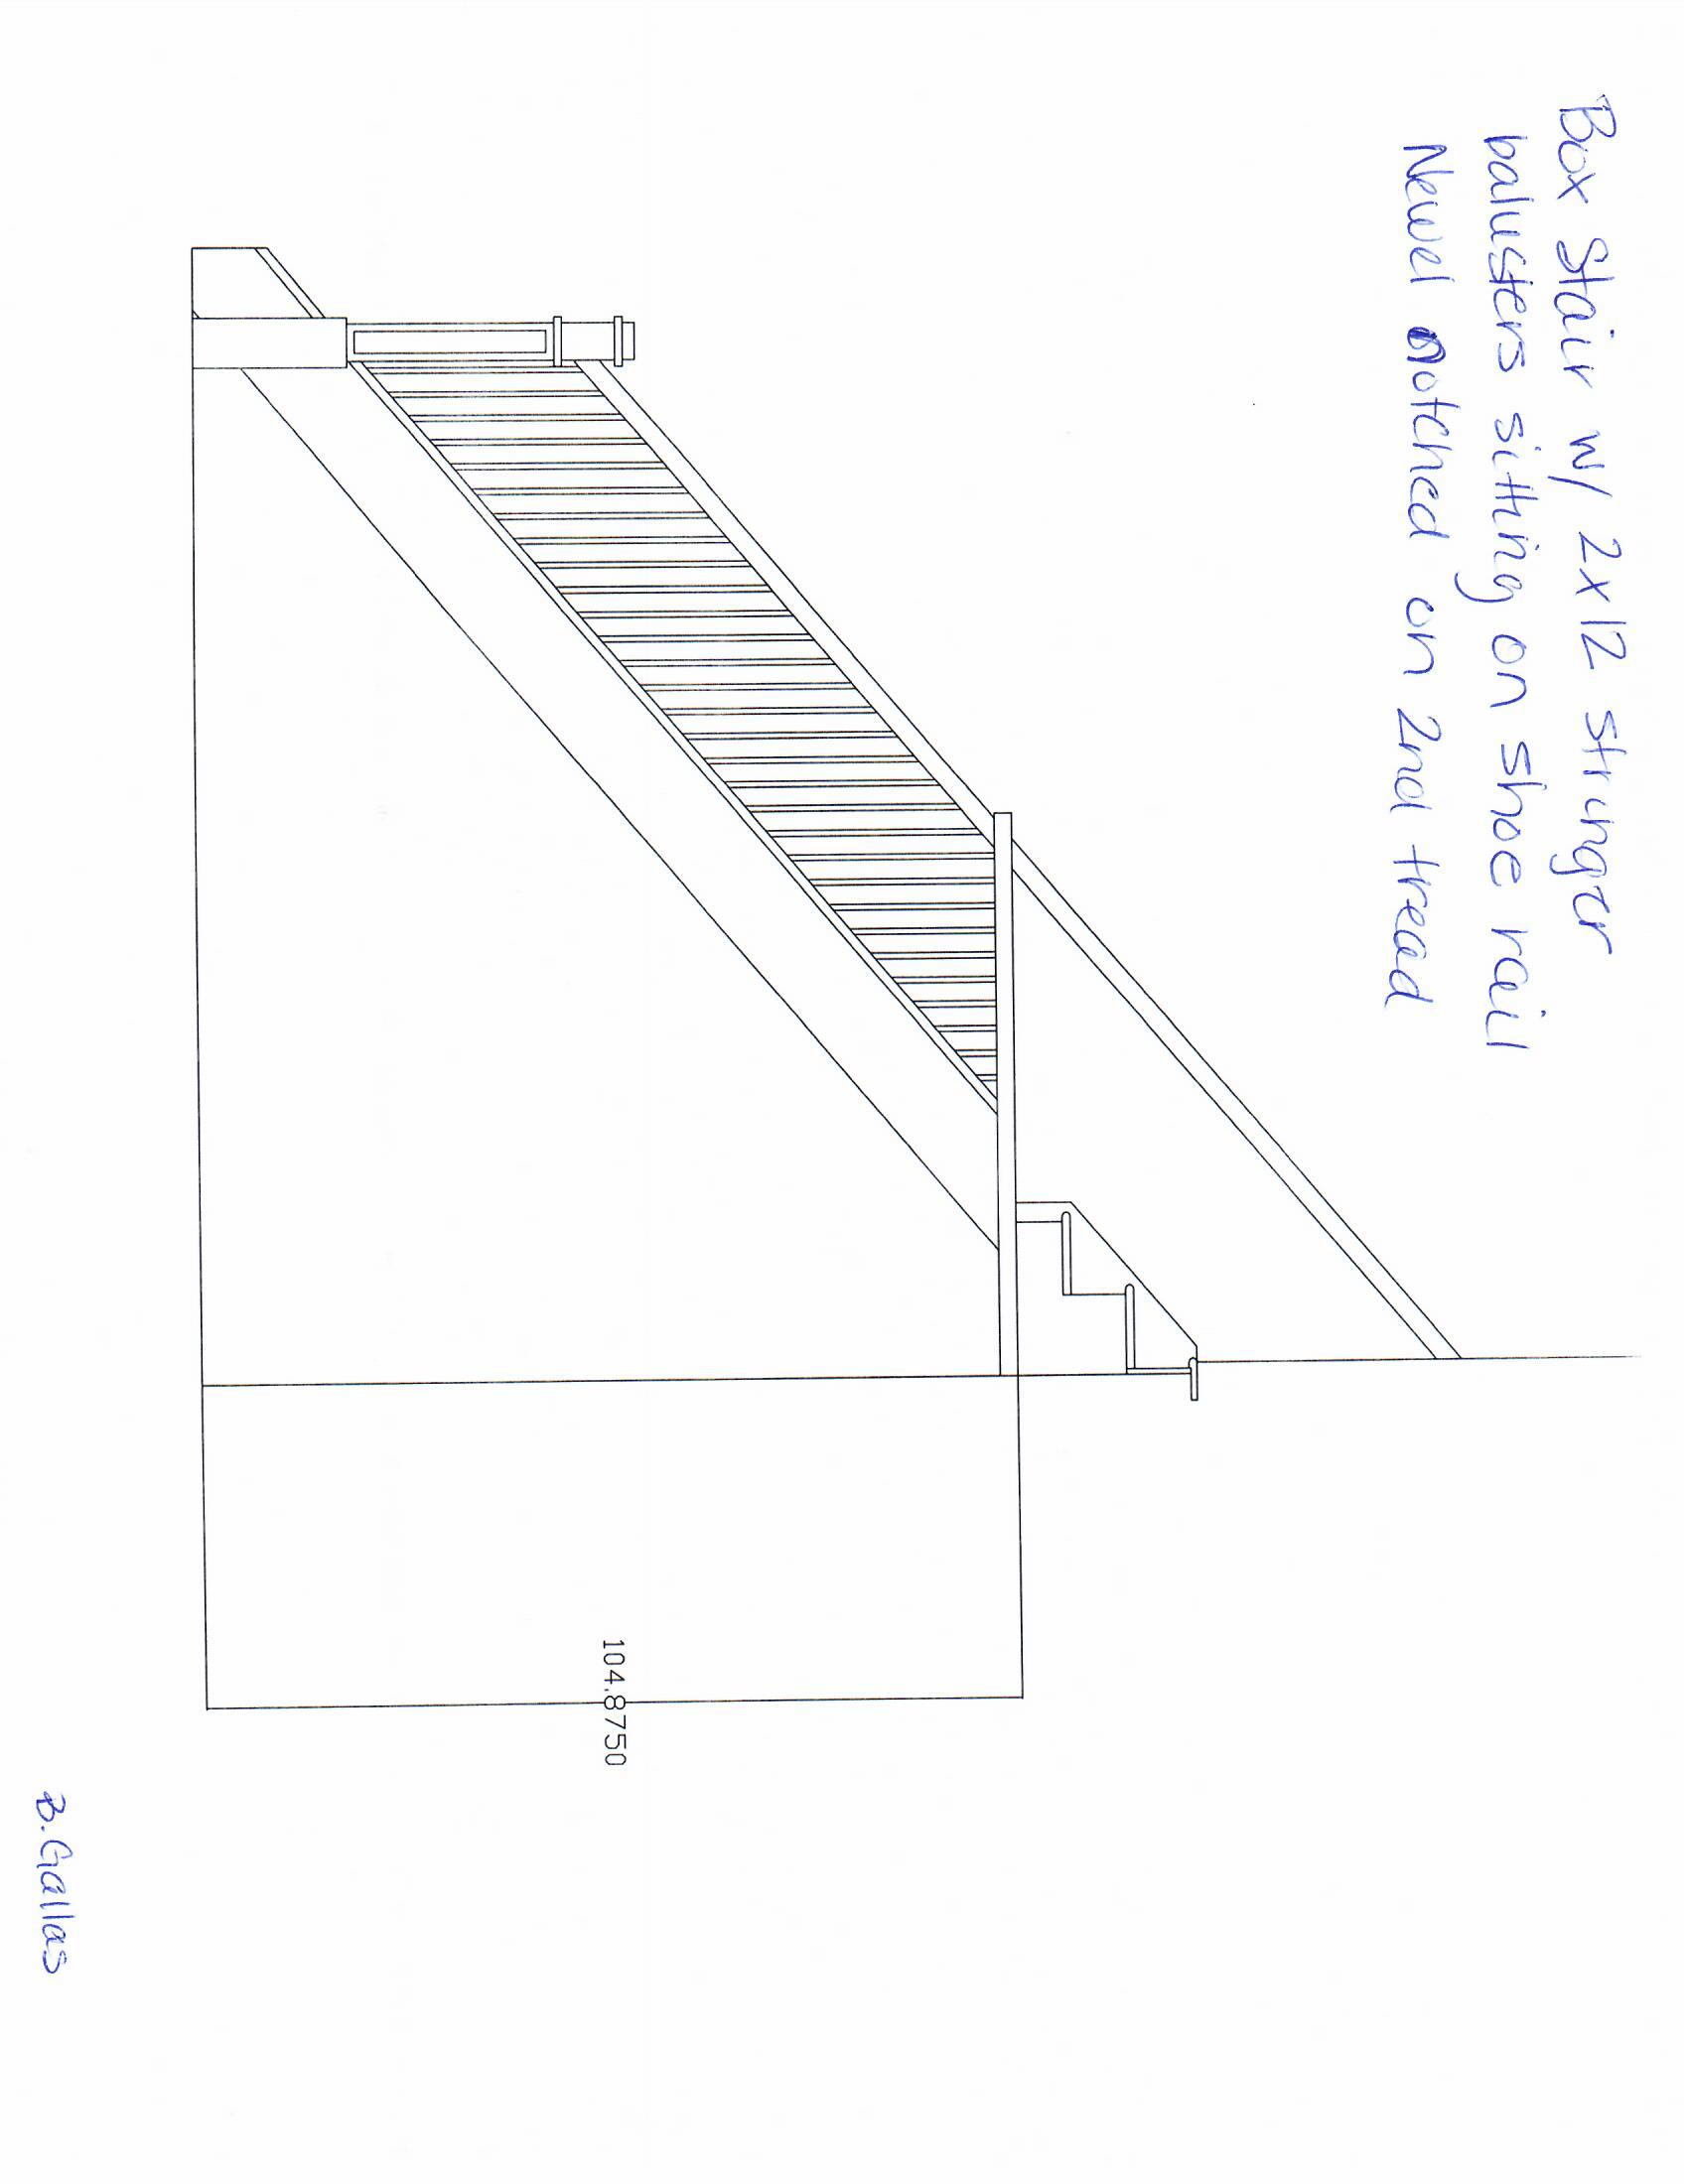 Box Stair w/ 2x12 stringer
balusters sitting on shoe rail
Newel notched on 2nd tread
104.8750
B.Gallas